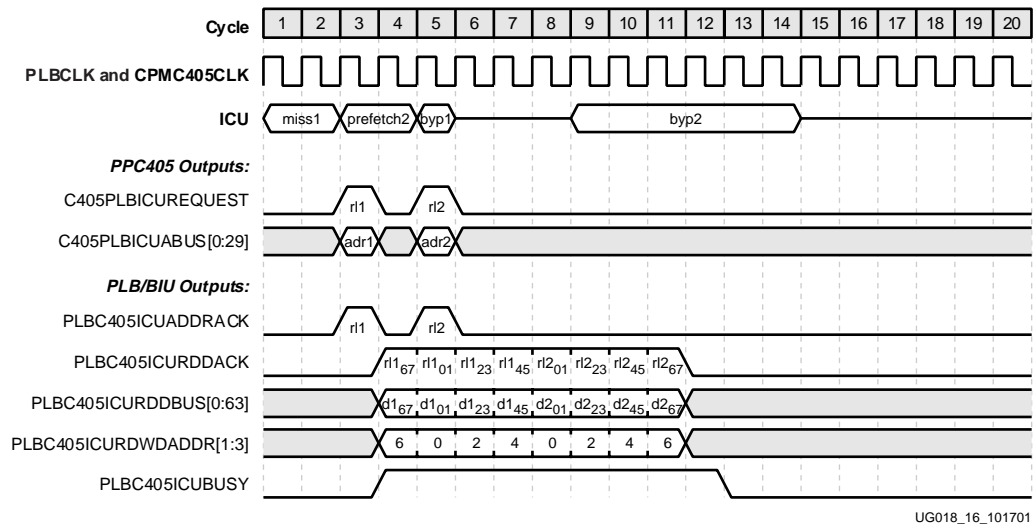 Cycle 1 2 3 4 5 6 7 8 9 10 11 12 13 14 15 16 17 18 19 20
PLBCLK and CPMC405CLK
ICU miss1 prefetch2 byp1 byp2
PPC405 Outputs:
C405PLBICUREQUEST rl1 rl2
C405PLBICUABUS[0:29] adr1 adr2
PLB/BIU Outputs:
PLBC405ICUADDRACK rl1 rl2
PLBC405ICURDDACK rl1₆₇ rl1₀₁ rl1₂₃ rl1₄₅ rl2₀₁ rl2₂₃ rl2₄₅ rl2₆₇
PLBC405ICURDDBUS[0:63] d1₆₇ d1₀₁ d1₂₃ d1₄₅ d2₀₁ d2₂₃ d2₄₅ d2₆₇
PLBC405ICURDWDADDR[1:3] 6 0 2 4 0 2 4 6
PLBC405ICUBUSY
UG018_16_101701